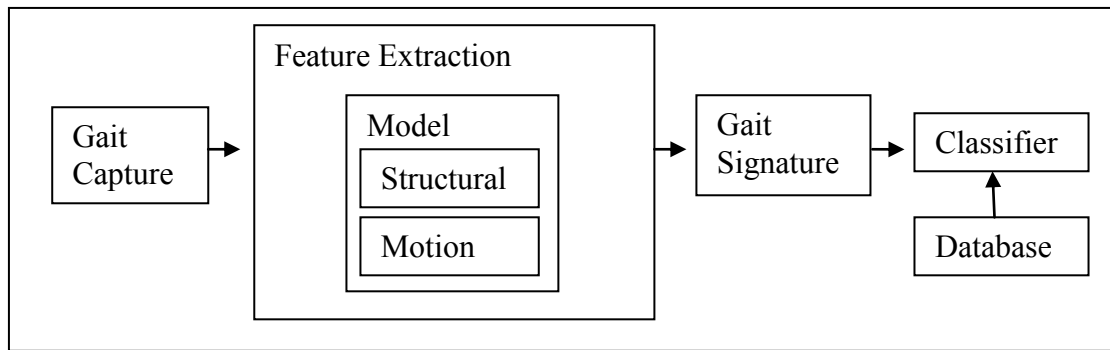 Gait
Capture
Feature Extraction
Model
Structural
Motion
Gait
Signature
Classifier
Database